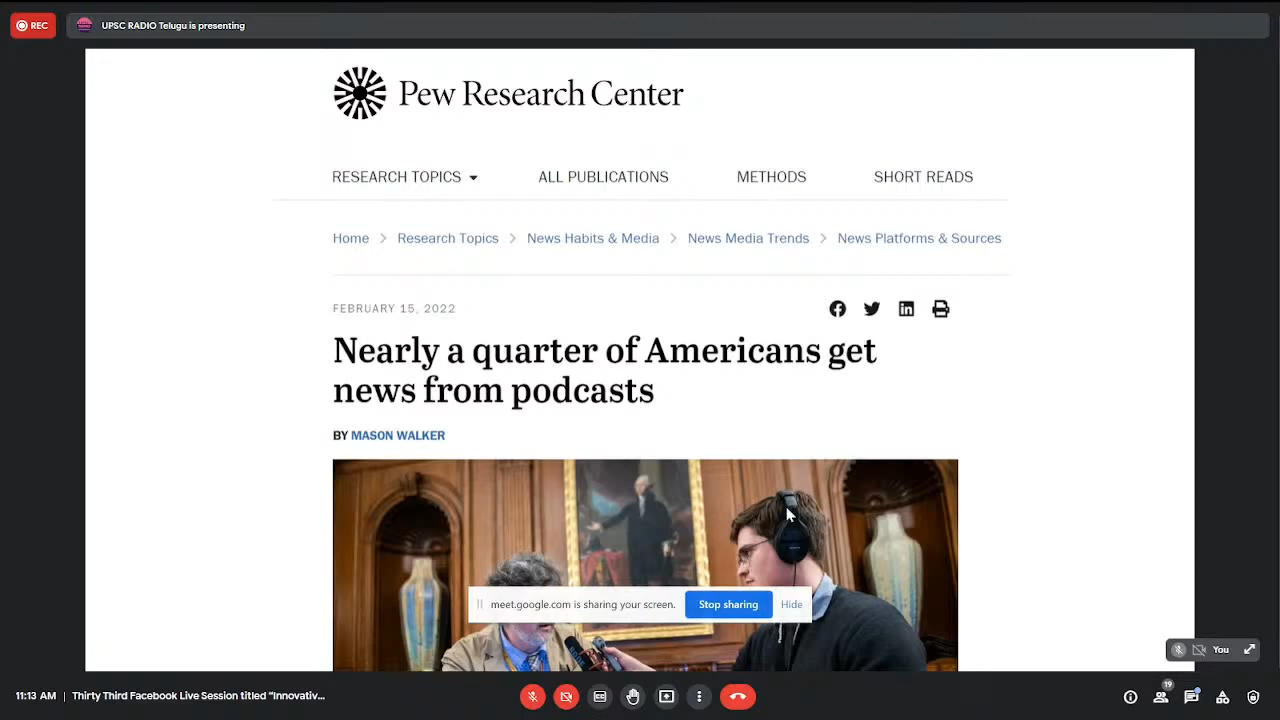 REC
UPSC RADIO Telugu is presenting
Pew Research Center
RESEARCH TOPICS
ALL PUBLICATIONS
METHODS
SHORT READS
Home > Research Topics > News Habits & Media > News Media Trends > News Platforms & Sources
FEBRUARY 15, 2022
Nearly a quarter of Americans get
news from podcasts
BY MASON WALKER
meet.google.com is sharing your screen.
Stop sharing
Hide
You
11:13 AM | Thirty Third Facebook Live Session titled “Innovativ...
19